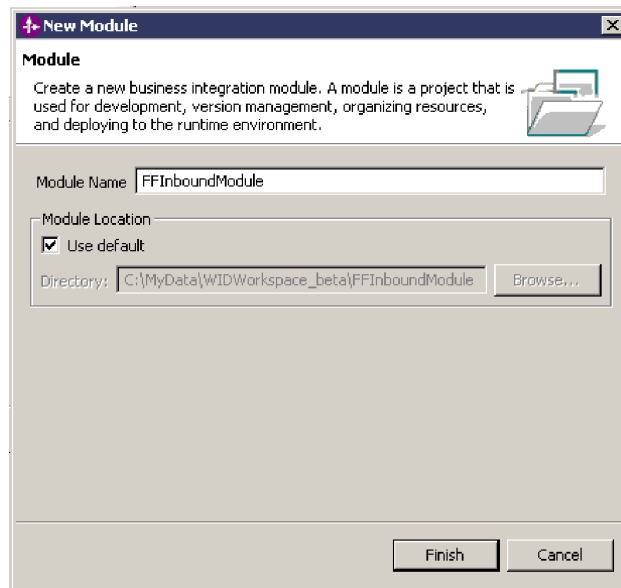 New Module
Module
Create a new business integration module. A module is a project that is
used for development, version management, organizing resources,
and deploying to the runtime environment.
Module Name FFInboundModule
Module Location
Use default
Directory: C:\MyData\WIDWorkspace_beta\FFInboundModule Browse...
Finish Cancel